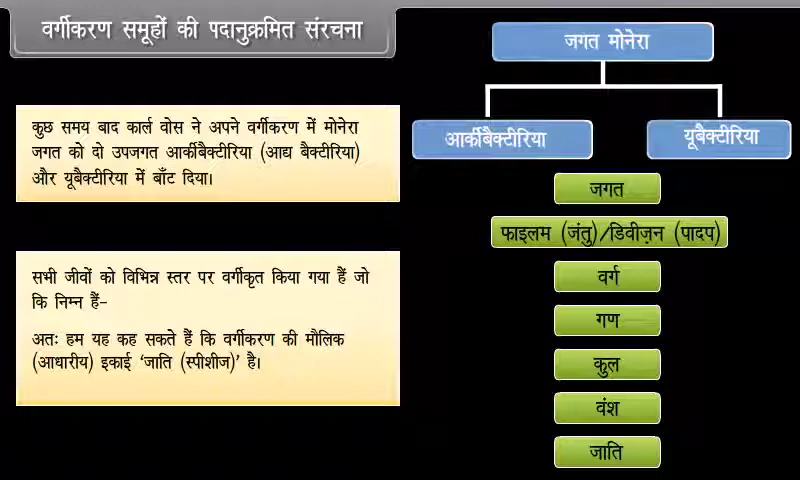 वर्गीकरण समूहों की पदानुक्रमित संरचना
कुछ समय बाद कार्ल वोस ने अपने वर्गीकरण में मोनेरा
जगत को दो उपजगत आर्कीबैक्टीरिया (आद्य बैक्टीरिया)
और यूबैक्टीरिया में बाँट दिया।
सभी जीवों को विभिन्न स्तर पर वर्गीकृत किया गया हैं जो
कि निम्न हैं-
अतः हम यह कह सकते हैं कि वर्गीकरण की मौलिक
(आधारीय) इकाई ‘जाति (स्पीशीज)’ है।
जगत मोनेरा
आर्कीबैक्टीरिया
यूबैक्टीरिया
जगत
फाइलम (जंतु)/डिवीज़न (पादप)
वर्ग
गण
कुल
वंश
जाति